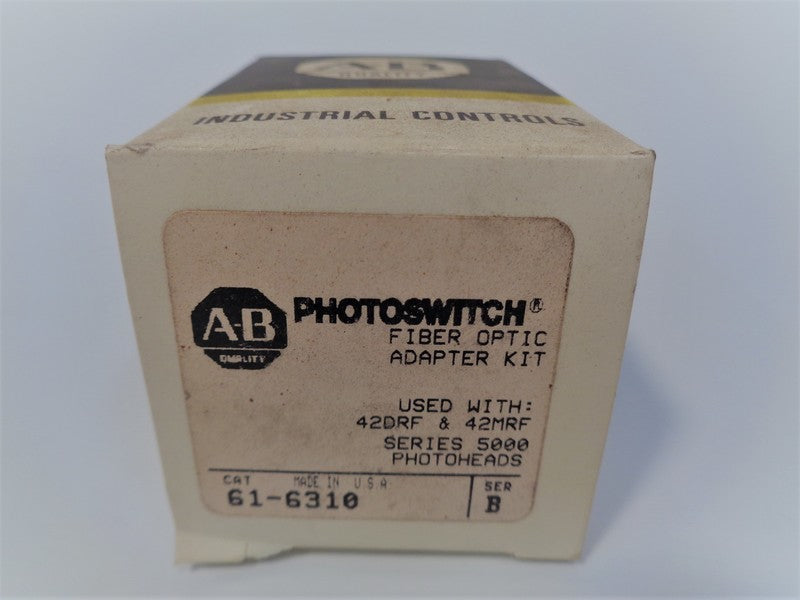 A-B
QUALITY
INDUSTRIAL CONTROLS
A-B
QUALITY
PHOTOSWITCH®
FIBER OPTIC
ADAPTER KIT
USED WITH:
42DRF & 42MRF
SERIES 5000
PHOTOHEADS
CAT MADE IN U.S.A SER
61-6310 B